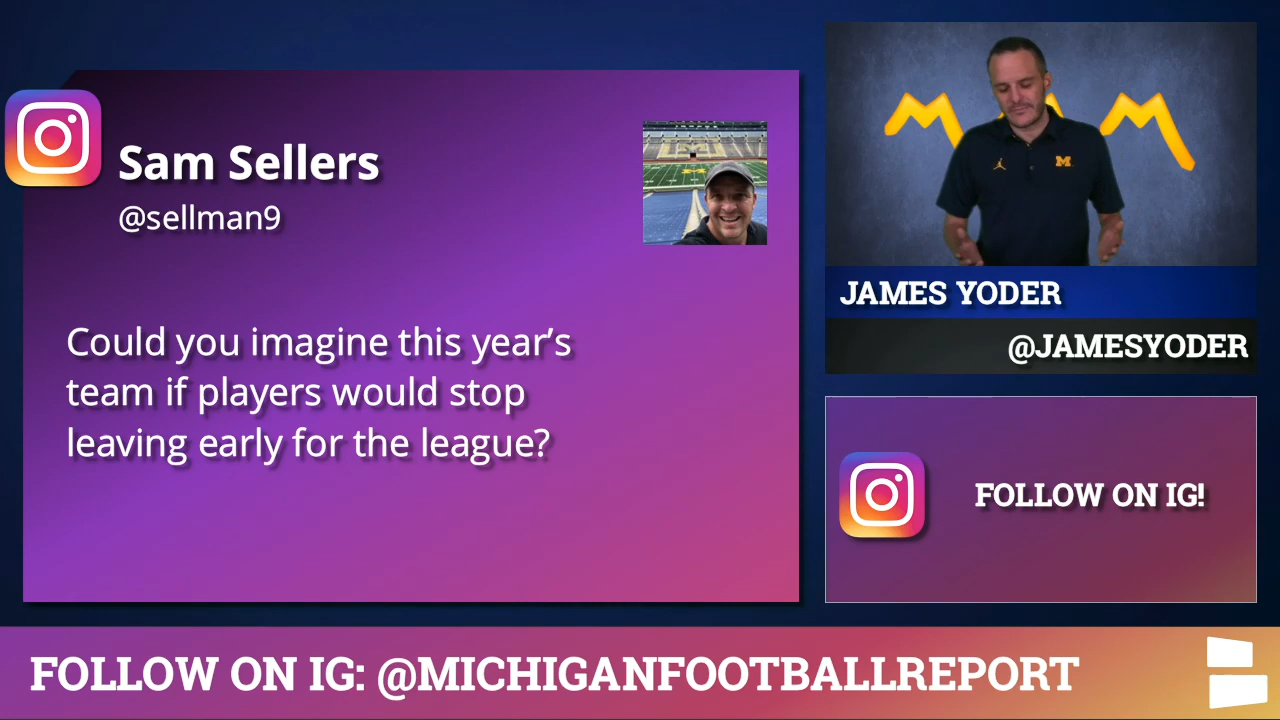 Sam Sellers
@sellman9
Could you imagine this year’s
team if players would stop
leaving early for the league?
M
JAMES YODER
@JAMESYODER
FOLLOW ON IG!
FOLLOW ON IG: @MICHIGANFOOTBALLREPORT